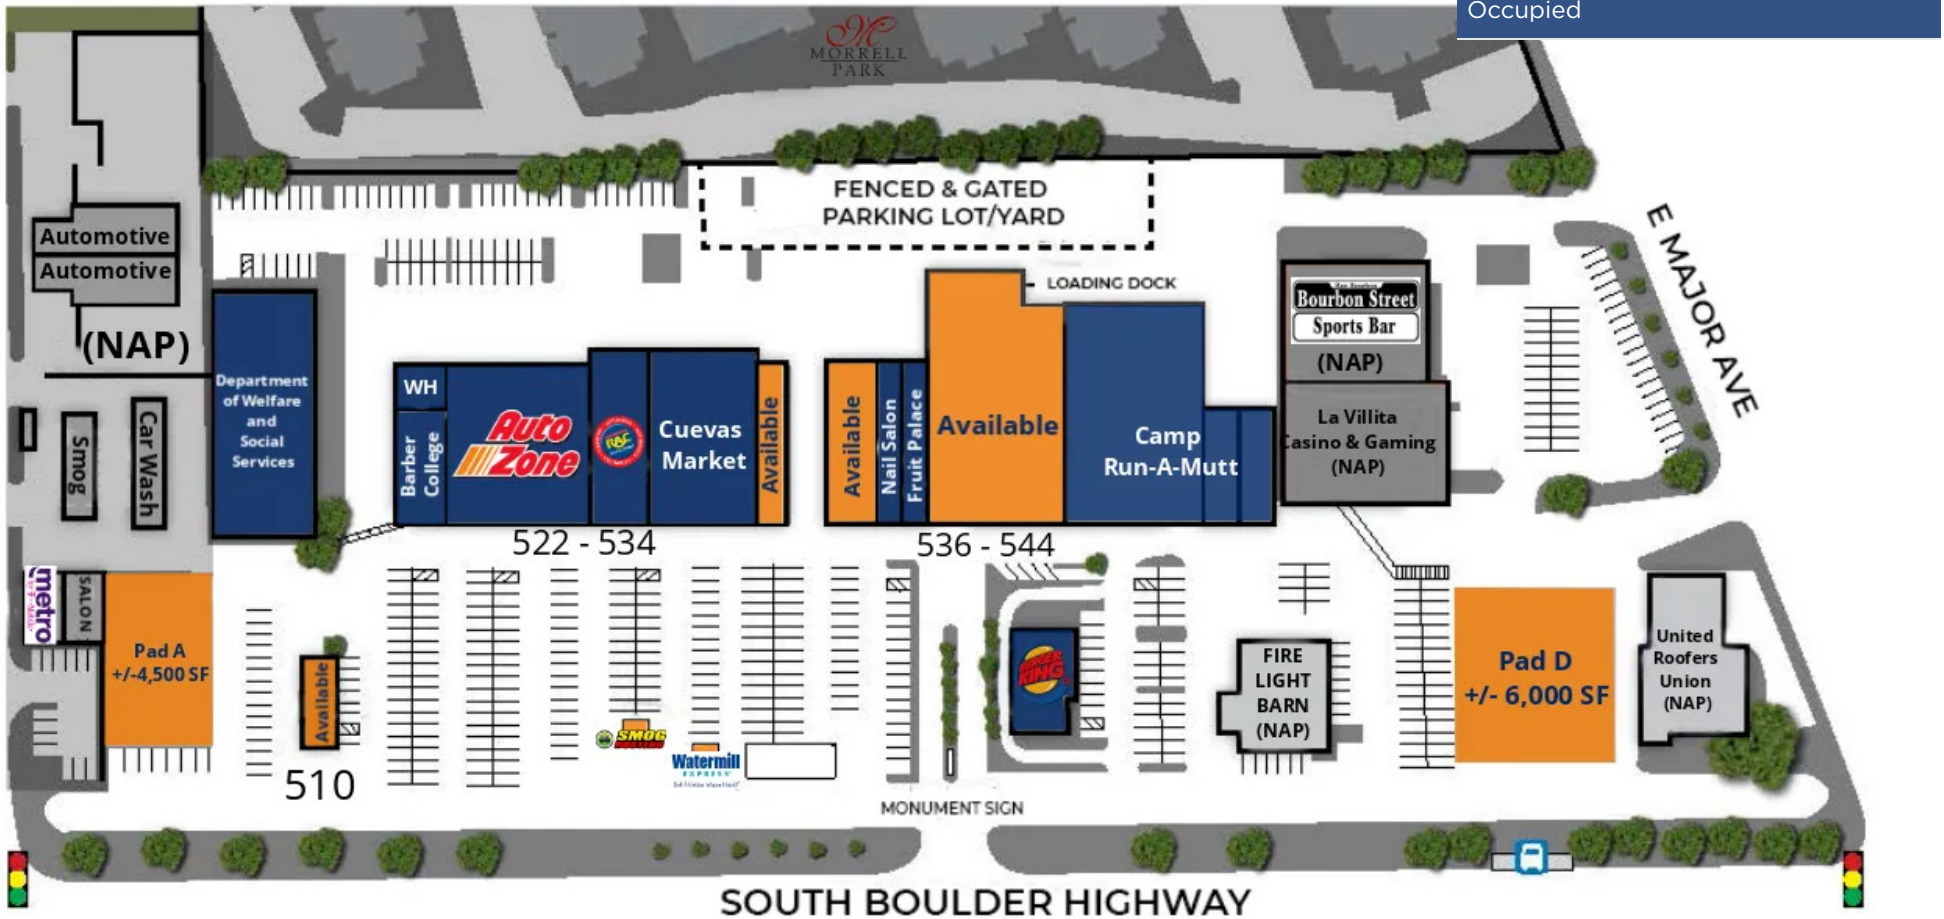 Occupied
M
MORRELL
PARK
FENCED & GATED
PARKING LOT/YARD
E MAJOR AVE
Automotive
Automotive
(NAP)
LOADING DOCK
Bourbon Street
Sports Bar
(NAP)
Department
of Welfare
and
Social
Services
WH
Barber
College
Auto
Zone
RAC
Cuevas
Market
Available
Available
Nail Salon
Fruit Palace
Available
Camp
Run-A-Mutt
La Villita
Casino & Gaming
(NAP)
Smog
Car Wash
522 - 534
536 - 544
metro
SALON
Pad A
+/-4,500 SF
Available
510
SMOG
Watermill
EXPRESS
BURGER
KING
FIRE
LIGHT
BARN
(NAP)
Pad D
+/- 6,000 SF
United
Roofers
Union
(NAP)
MONUMENT SIGN
SOUTH BOULDER HIGHWAY